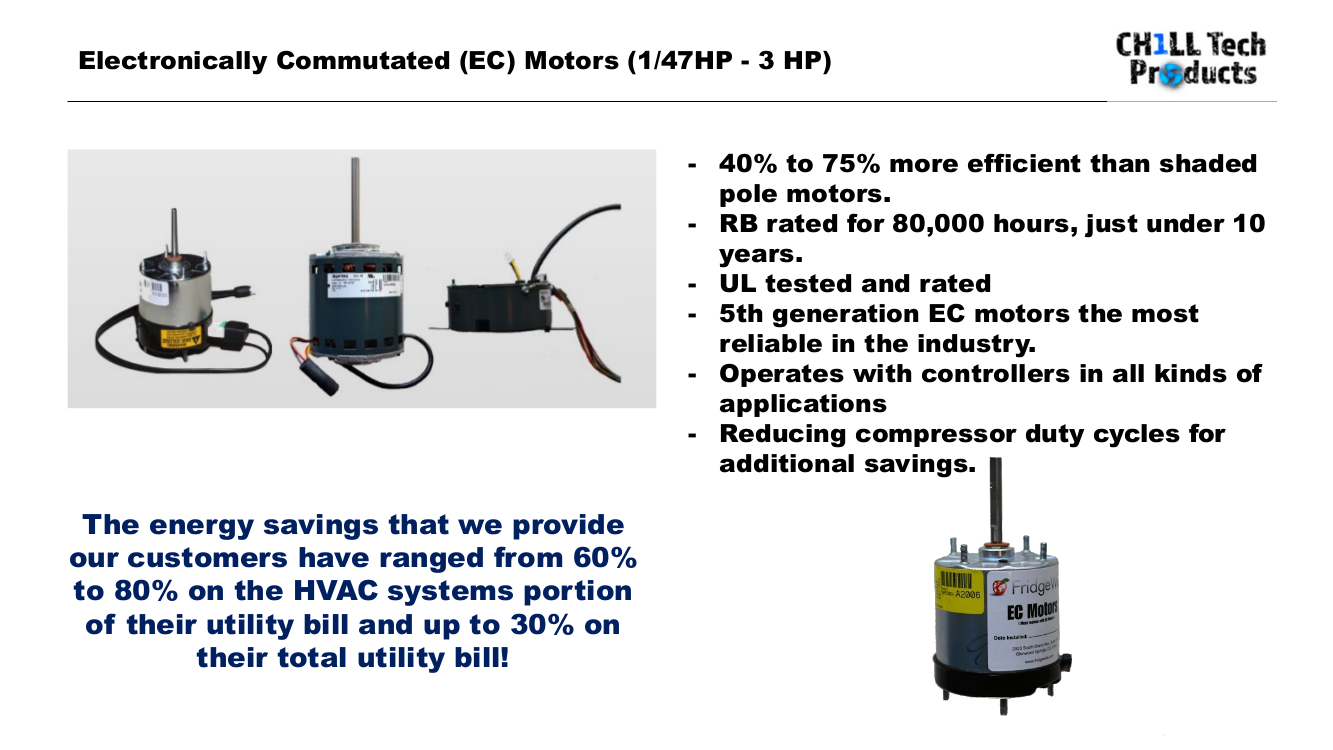 Electronically Commutated (EC) Motors (1/47HP - 3 HP)
CH1LL Tech
Products
- 40% to 75% more efficient than shaded
pole motors.
- RB rated for 80,000 hours, just under 10
years.
- UL tested and rated
- 5th generation EC motors the most
reliable in the industry.
- Operates with controllers in all kinds of
applications
- Reducing compressor duty cycles for
additional savings.
The energy savings that we provide
our customers have ranged from 60%
to 80% on the HVAC systems portion
of their utility bill and up to 30% on
their total utility bill!
A2006
EC Motors
Date Installed: